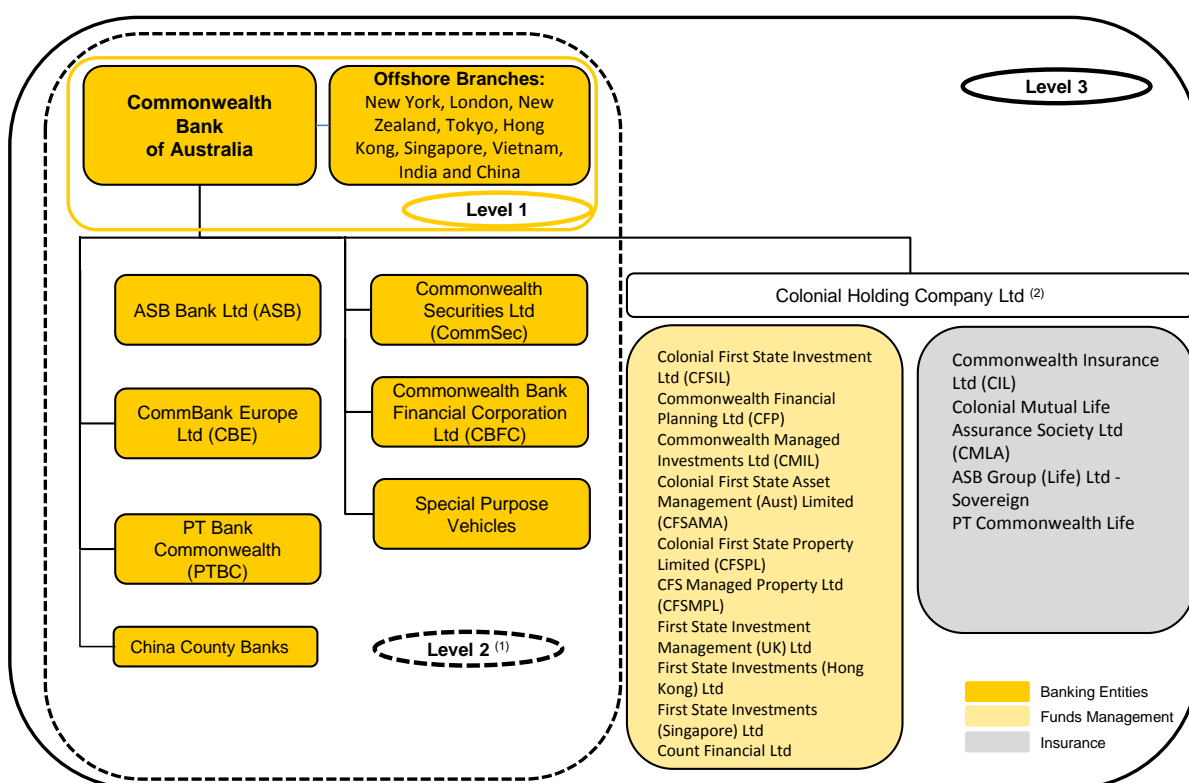 Commonwealth
Bank
of Australia
Offshore Branches:
New York, London, New
Zealand, Tokyo, Hong
Kong, Singapore, Vietnam,
India and China
Level 3
Level 1
ASB Bank Ltd (ASB)
Commonwealth
Securities Ltd
(CommSec)
CommBank Europe
Ltd (CBE)
Commonwealth Bank
Financial Corporation
Ltd (CBFC)
PT Bank
Commonwealth
(PTBC)
Special Purpose
Vehicles
China County Banks
Level 2 (1)
Colonial Holding Company Ltd (2)
Colonial First State Investment
Ltd (CFSIL)
Commonwealth Financial
Planning Ltd (CFP)
Commonwealth Managed
Investments Ltd (CMIL)
Colonial First State Asset
Management (Aust) Limited
(CFSAMA)
Colonial First State Property
Limited (CFSPL)
CFS Managed Property Ltd
(CFSMPL)
First State Investment
Management (UK) Ltd
First State Investments (Hong
Kong) Ltd
First State Investments
(Singapore) Ltd
Count Financial Ltd
Commonwealth Insurance
Ltd (CIL)
Colonial Mutual Life
Assurance Society Ltd
(CMLA)
ASB Group (Life) Ltd -
Sovereign
PT Commonwealth Life
Banking Entities
Funds Management
Insurance